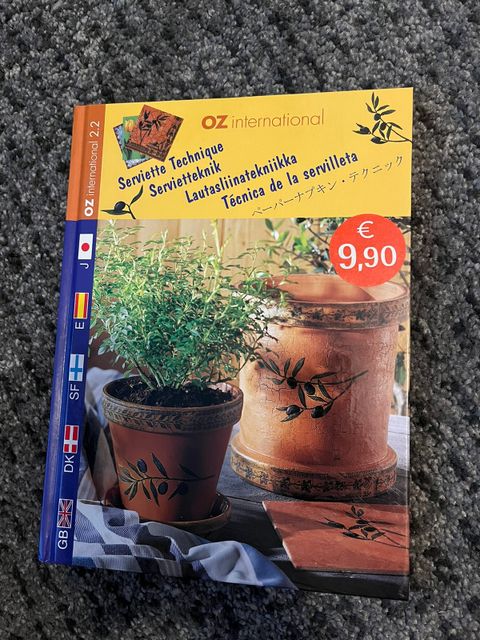 OZ international
Serviette Technique
Servietteknik
Lautasliinatekniikka
Técnica de la servilleta
ペーパーナプキン・テクニック
€
9,90
OZ international 2.2
J
E
SF
DK
GB